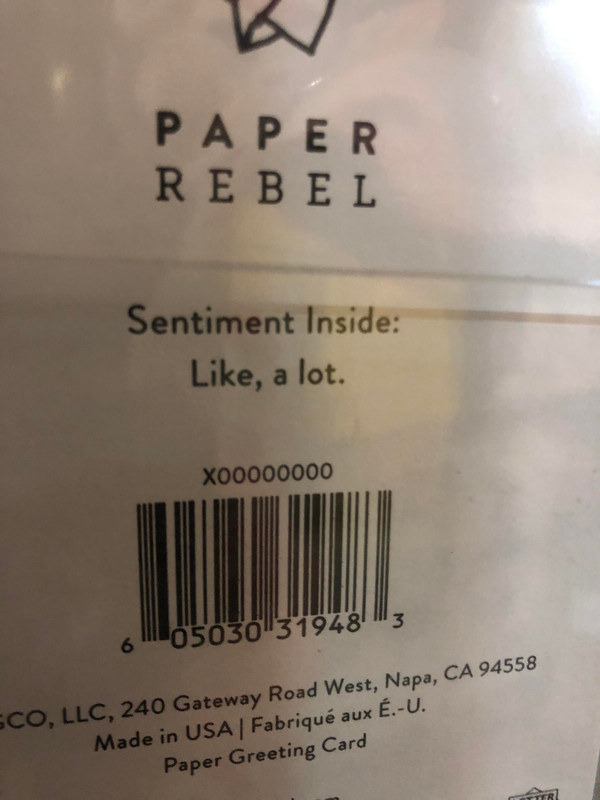 PAPER
REBEL
Sentiment Inside:
Like, a lot.
X00000000
6 05030 31948 3
CO, LLC, 240 Gateway Road West, Napa, CA 94558
Made in USA | Fabriqué aux É.-U.
Paper Greeting Card